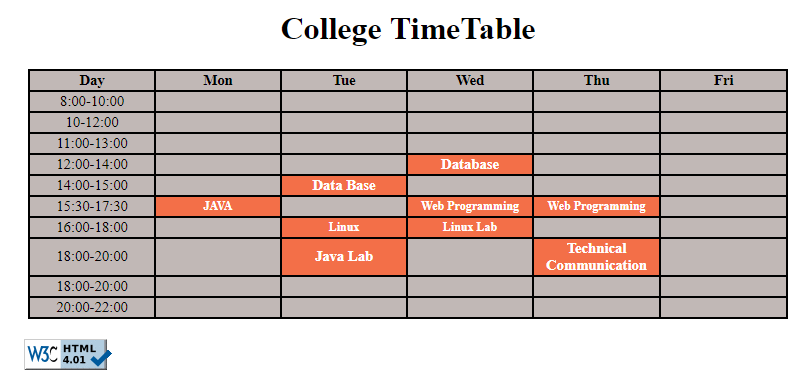 College TimeTable
Day Mon Tue Wed Thu Fri
8:00-10:00
10-12:00
11:00-13:00
12:00-14:00 Database
14:00-15:00 Data Base
15:30-17:30 JAVA Web Programming Web Programming
16:00-18:00 Linux Linux Lab
18:00-20:00 Java Lab Technical
Communication
18:00-20:00
20:00-22:00
W3C HTML
4.01